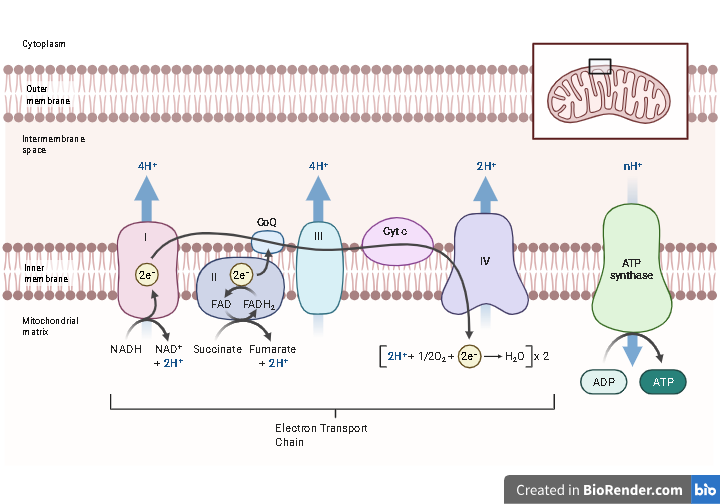 Cytoplasm
Outer
membrane
Intermembrane
space
4H⁺
4H⁺
2H⁺
nH⁺
CoQ
I
III
Cyt c
IV
ATP
synthase
Inner
membrane
2e⁻
II
2e⁻
FAD
FADH₂
Mitochondrial
matrix
NADH
NAD⁺
+ 2H⁺
Succinate
Fumarate
+ 2H⁺
[2H⁺ + 1/2O₂ + 2e⁻ → H₂O] x 2
ADP
ATP
Electron Transport
Chain
Created in BioRender.com bio